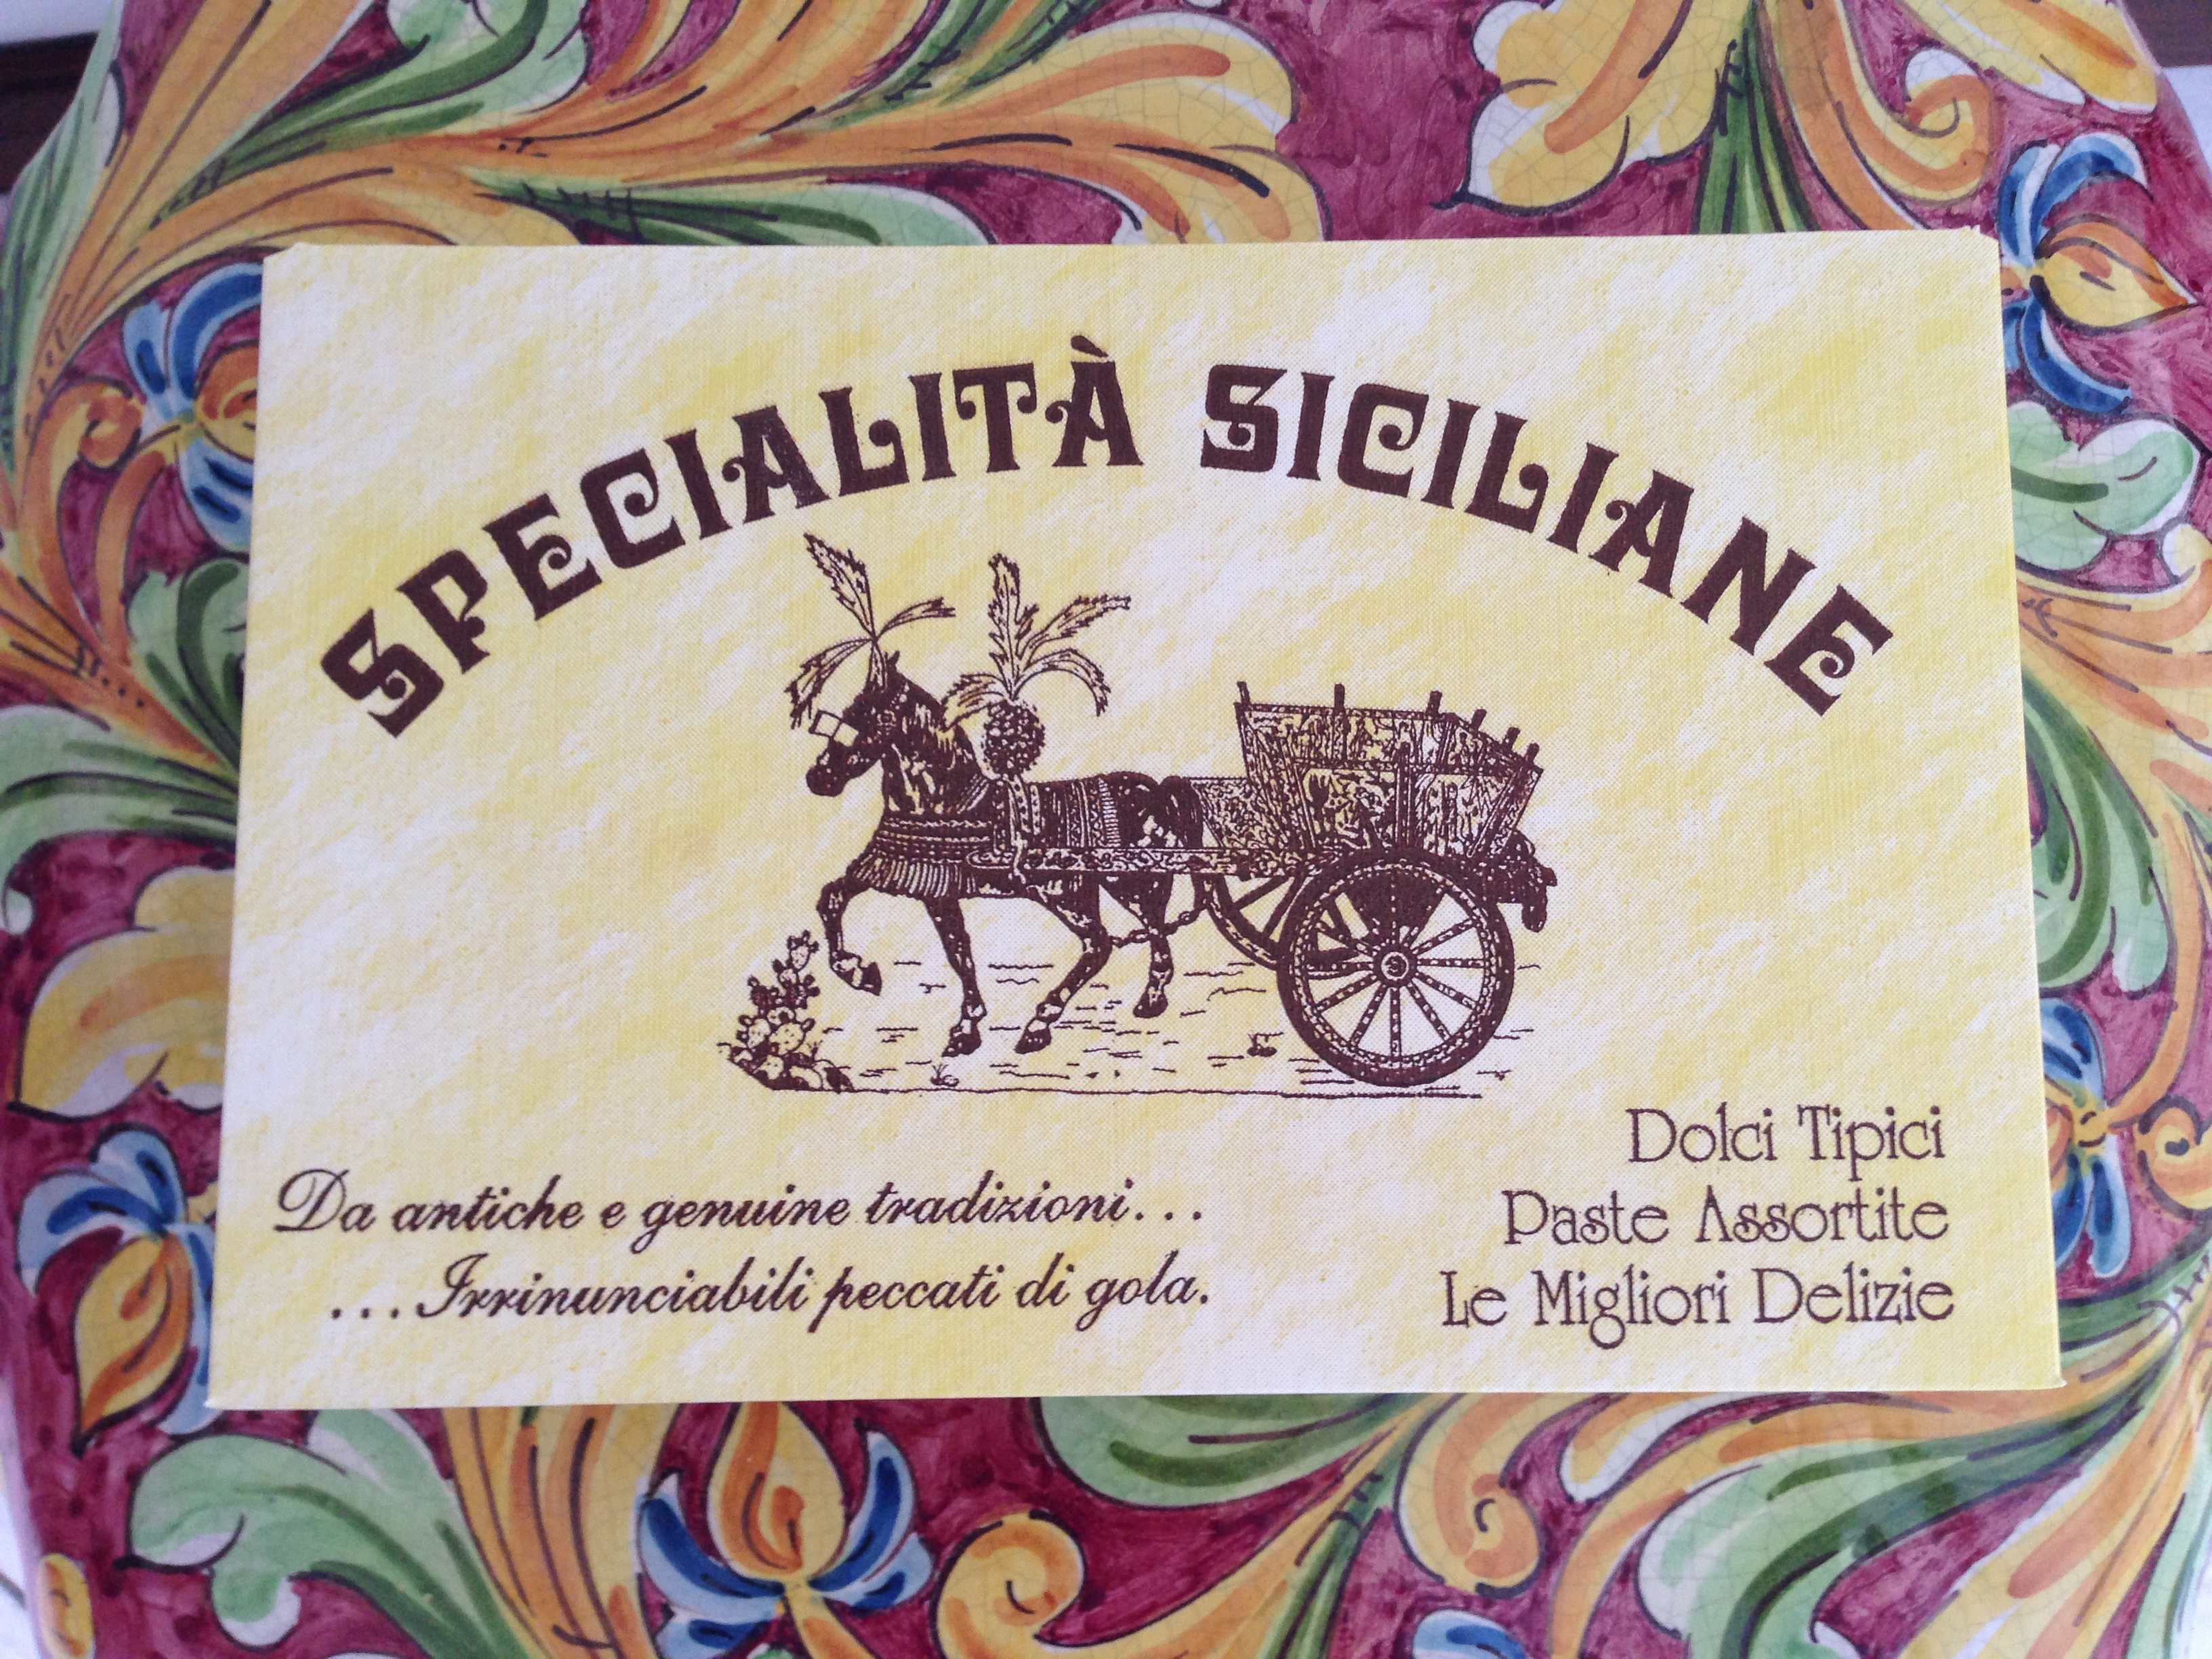 SPECIALITÀ SICILIANE
Da antiche e genuine tradizioni...
...Irrinunciabili peccati di gola.
Dolci Tipici
Paste Assortite
Le Migliori Delizie